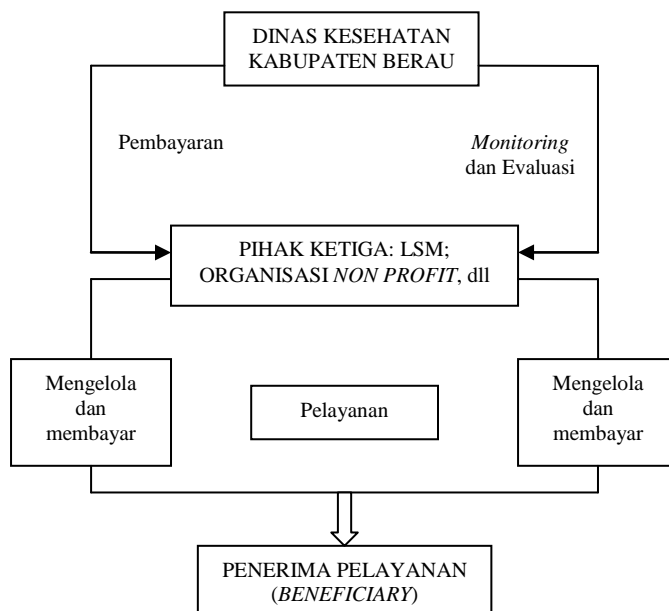 DINAS KESEHATAN
KABUPATEN BERAU
Pembayaran
Monitoring
dan Evaluasi
PIHAK KETIGA: LSM;
ORGANISASI NON PROFIT, dll
Mengelola
dan
membayar
Pelayanan
Mengelola
dan
membayar
PENERIMA PELAYANAN
(BENEFICIARY)